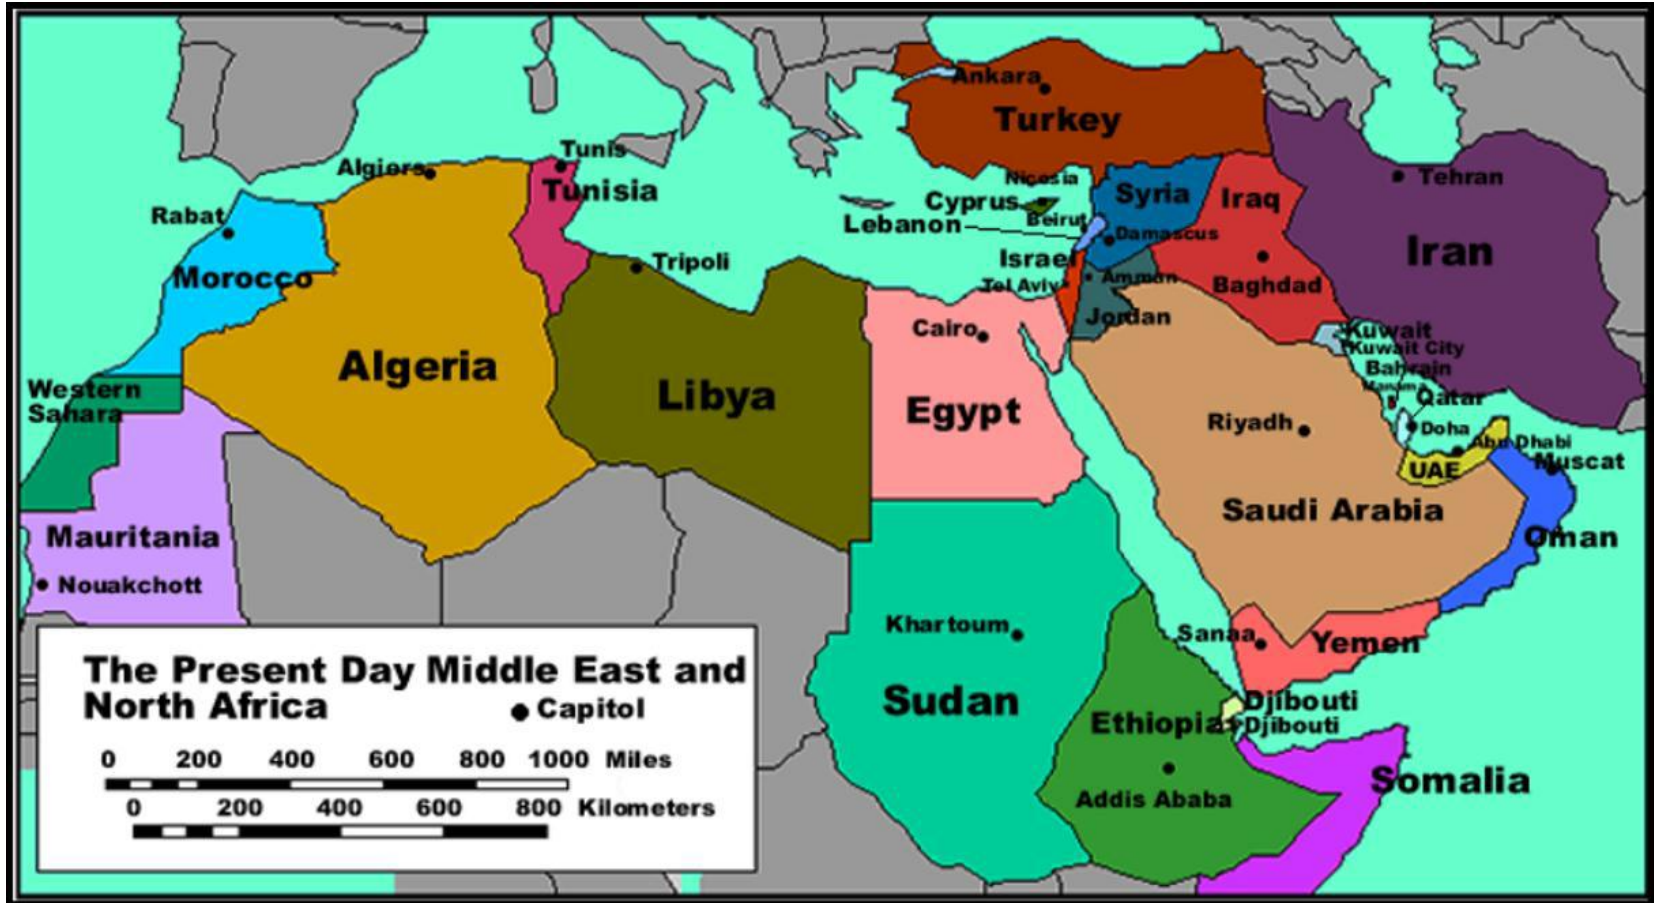 Ankara
Turkey
Tunis
Algiers
Tunisia
Tehran
Nicosia
Syria
Iraq
Cyprus
Rabat
Beirut
Lebanon
Damascus
Iran
Israel
Tripoli
Morocco
Amman
Tel Aviv
Baghdad
Jordan
Cairo
Kuwait
Kuwait City
Algeria
Bahrain
Manama
Western
Sahara
Libya
Qatar
Egypt
Riyadh
Doha
Abu Dhabi
Muscat
UAE
Saudi Arabia
Mauritania
Oman
Nouakchott
Khartoum
Sanaa
Yemen
The Present Day Middle East and
North Africa
Capitol
Sudan
Djibouti
Ethiopia
Djibouti
0 200 400 600 800 1000 Miles
Somalia
Addis Ababa
0 200 400 600 800 Kilometers